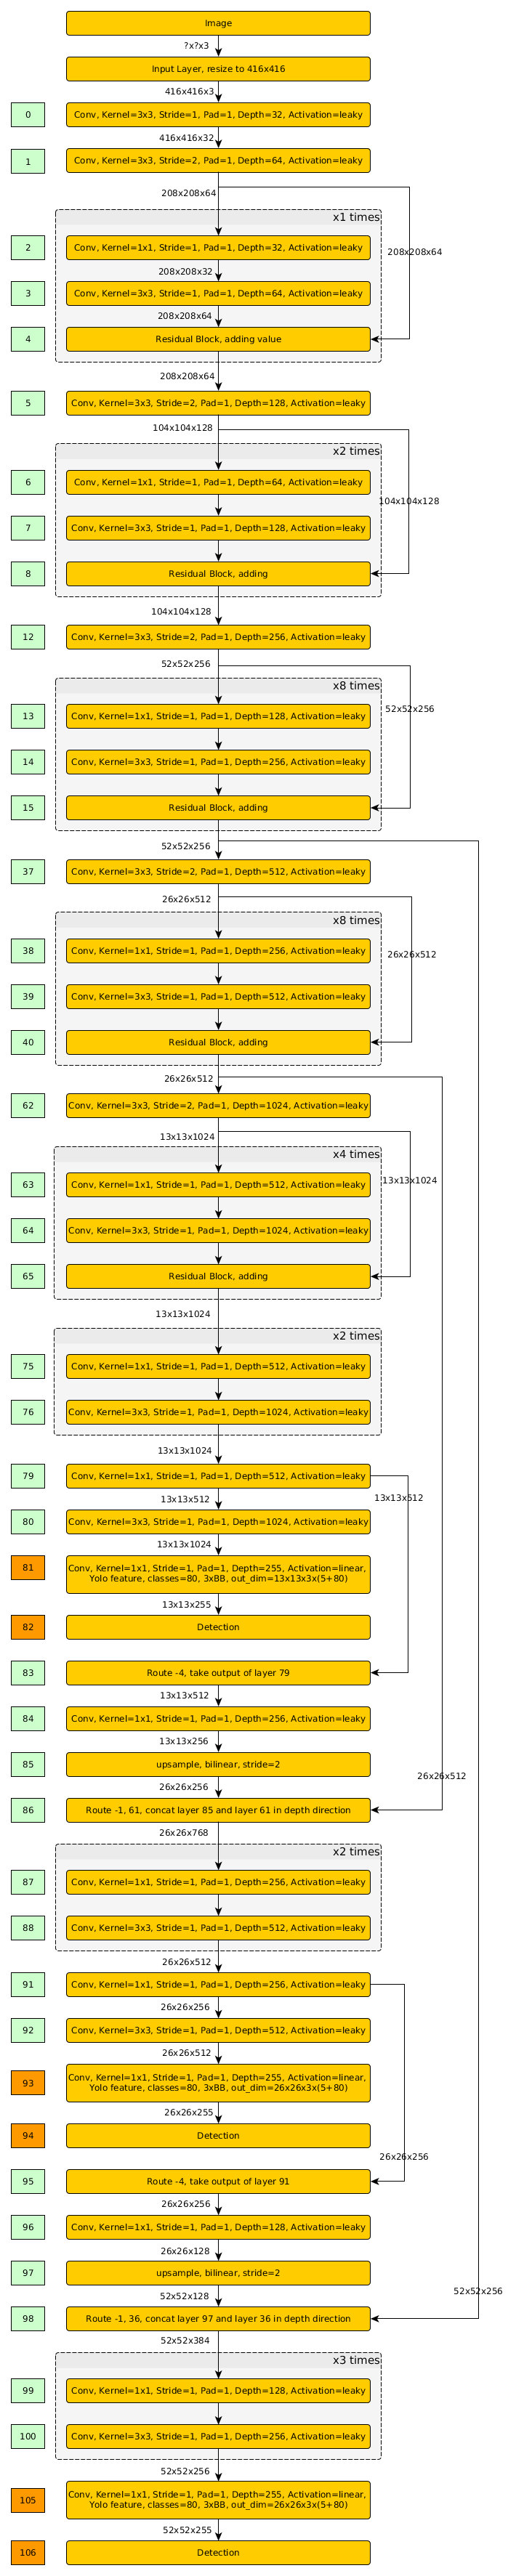 Image
?x?x3
Input Layer, resize to 416x416
416x416x3
0
Conv, Kernel=3x3, Stride=1, Pad=1, Depth=32, Activation=leaky
416x416x32
1
Conv, Kernel=3x3, Stride=2, Pad=1, Depth=64, Activation=leaky
208x208x64
x1 times
2
Conv, Kernel=1x1, Stride=1, Pad=1, Depth=32, Activation=leaky
208x208x64
208x208x32
3
Conv, Kernel=3x3, Stride=1, Pad=1, Depth=64, Activation=leaky
208x208x64
4
Residual Block, adding value
208x208x64
5
Conv, Kernel=3x3, Stride=2, Pad=1, Depth=128, Activation=leaky
104x104x128
x2 times
6
Conv, Kernel=1x1, Stride=1, Pad=1, Depth=64, Activation=leaky
104x104x128
7
Conv, Kernel=3x3, Stride=1, Pad=1, Depth=128, Activation=leaky
8
Residual Block, adding
104x104x128
12
Conv, Kernel=3x3, Stride=2, Pad=1, Depth=256, Activation=leaky
52x52x256
x8 times
13
Conv, Kernel=1x1, Stride=1, Pad=1, Depth=128, Activation=leaky
52x52x256
14
Conv, Kernel=3x3, Stride=1, Pad=1, Depth=256, Activation=leaky
15
Residual Block, adding
52x52x256
37
Conv, Kernel=3x3, Stride=2, Pad=1, Depth=512, Activation=leaky
26x26x512
x8 times
38
Conv, Kernel=1x1, Stride=1, Pad=1, Depth=256, Activation=leaky
26x26x512
39
Conv, Kernel=3x3, Stride=1, Pad=1, Depth=512, Activation=leaky
40
Residual Block, adding
26x26x512
62
Conv, Kernel=3x3, Stride=2, Pad=1, Depth=1024, Activation=leaky
13x13x1024
x4 times
63
Conv, Kernel=1x1, Stride=1, Pad=1, Depth=512, Activation=leaky
13x13x1024
64
Conv, Kernel=3x3, Stride=1, Pad=1, Depth=1024, Activation=leaky
65
Residual Block, adding
13x13x1024
x2 times
75
Conv, Kernel=1x1, Stride=1, Pad=1, Depth=512, Activation=leaky
76
Conv, Kernel=3x3, Stride=1, Pad=1, Depth=1024, Activation=leaky
13x13x1024
79
Conv, Kernel=1x1, Stride=1, Pad=1, Depth=512, Activation=leaky
13x13x512
13x13x512
80
Conv, Kernel=3x3, Stride=1, Pad=1, Depth=1024, Activation=leaky
13x13x1024
81
Conv, Kernel=1x1, Stride=1, Pad=1, Depth=255, Activation=linear,
Yolo feature, classes=80, 3xBB, out_dim=13x13x3x(5+80)
13x13x255
82
Detection
83
Route -4, take output of layer 79
13x13x512
84
Conv, Kernel=1x1, Stride=1, Pad=1, Depth=256, Activation=leaky
13x13x256
85
upsample, bilinear, stride=2
26x26x512
26x26x256
86
Route -1, 61, concat layer 85 and layer 61 in depth direction
26x26x768
x2 times
87
Conv, Kernel=1x1, Stride=1, Pad=1, Depth=256, Activation=leaky
88
Conv, Kernel=3x3, Stride=1, Pad=1, Depth=512, Activation=leaky
26x26x512
91
Conv, Kernel=1x1, Stride=1, Pad=1, Depth=256, Activation=leaky
26x26x256
92
Conv, Kernel=3x3, Stride=1, Pad=1, Depth=512, Activation=leaky
26x26x512
93
Conv, Kernel=1x1, Stride=1, Pad=1, Depth=255, Activation=linear,
Yolo feature, classes=80, 3xBB, out_dim=26x26x3x(5+80)
26x26x255
94
Detection
26x26x256
95
Route -4, take output of layer 91
26x26x256
96
Conv, Kernel=1x1, Stride=1, Pad=1, Depth=128, Activation=leaky
26x26x128
97
upsample, bilinear, stride=2
52x52x256
52x52x128
98
Route -1, 36, concat layer 97 and layer 36 in depth direction
52x52x384
x3 times
99
Conv, Kernel=1x1, Stride=1, Pad=1, Depth=128, Activation=leaky
100
Conv, Kernel=3x3, Stride=1, Pad=1, Depth=256, Activation=leaky
52x52x256
105
Conv, Kernel=1x1, Stride=1, Pad=1, Depth=255, Activation=linear,
Yolo feature, classes=80, 3xBB, out_dim=26x26x3x(5+80)
52x52x255
106
Detection